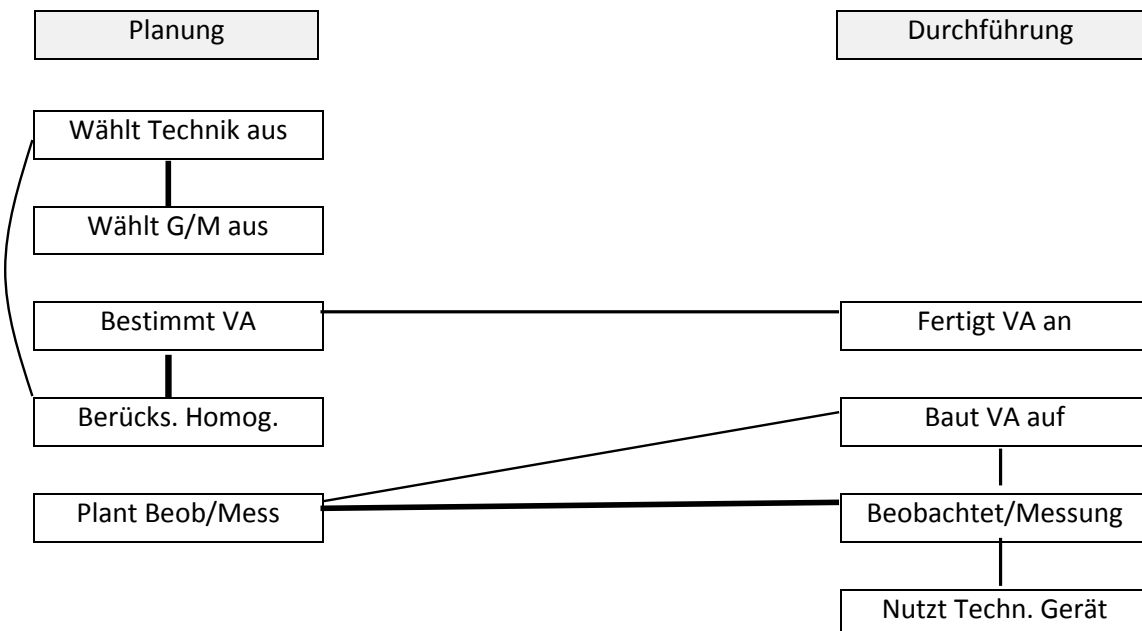 Planung
Durchführung
Wählt Technik aus
Wählt G/M aus
Bestimmt VA
Fertigt VA an
Berücks. Homog.
Baut VA auf
Plant Beob/Mess
Beobachtet/Messung
Nutzt Techn. Gerät